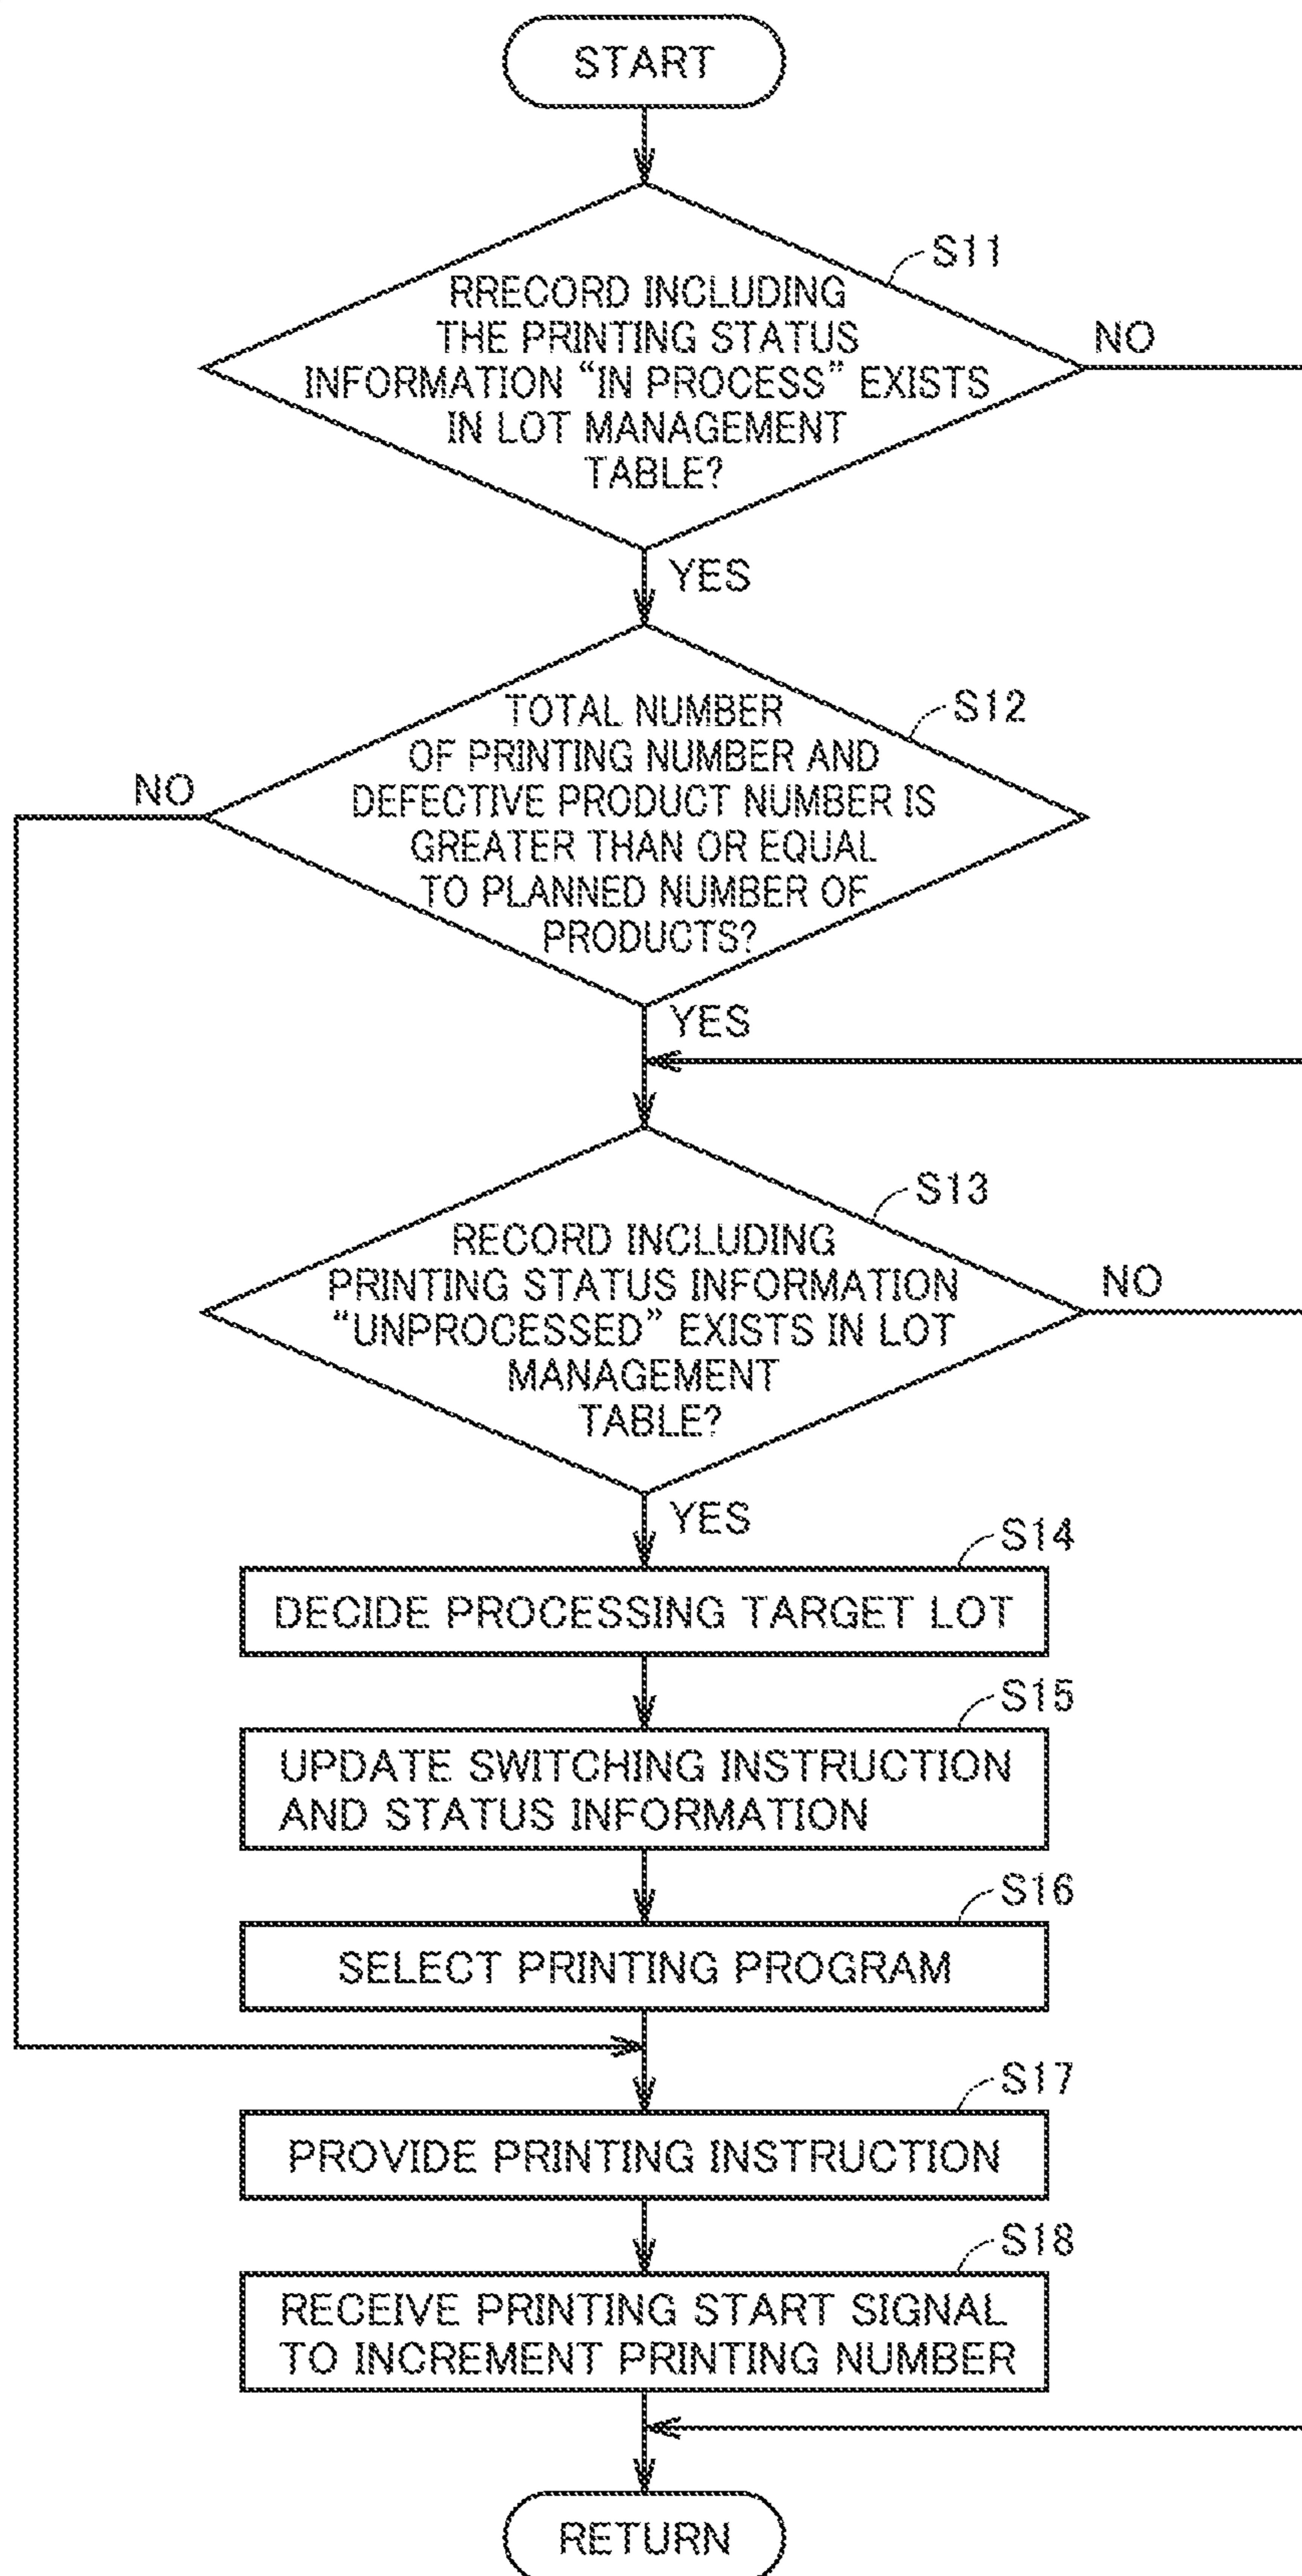 START
S11
RRECORD INCLUDING
THE PRINTING STATUS
INFORMATION “IN PROCESS” EXISTS
IN LOT MANAGEMENT
TABLE?
NO
YES
S12
TOTAL NUMBER
OF PRINTING NUMBER AND
DEFECTIVE PRODUCT NUMBER IS
GREATER THAN OR EQUAL
TO PLANNED NUMBER OF
PRODUCTS?
NO
YES
S13
RECORD INCLUDING
PRINTING STATUS INFORMATION
“UNPROCESSED” EXISTS IN LOT
MANAGEMENT
TABLE?
NO
YES
S14
DECIDE PROCESSING TARGET LOT
S15
UPDATE SWITCHING INSTRUCTION
AND STATUS INFORMATION
S16
SELECT PRINTING PROGRAM
S17
PROVIDE PRINTING INSTRUCTION
S18
RECEIVE PRINTING START SIGNAL
TO INCREMENT PRINTING NUMBER
RETURN